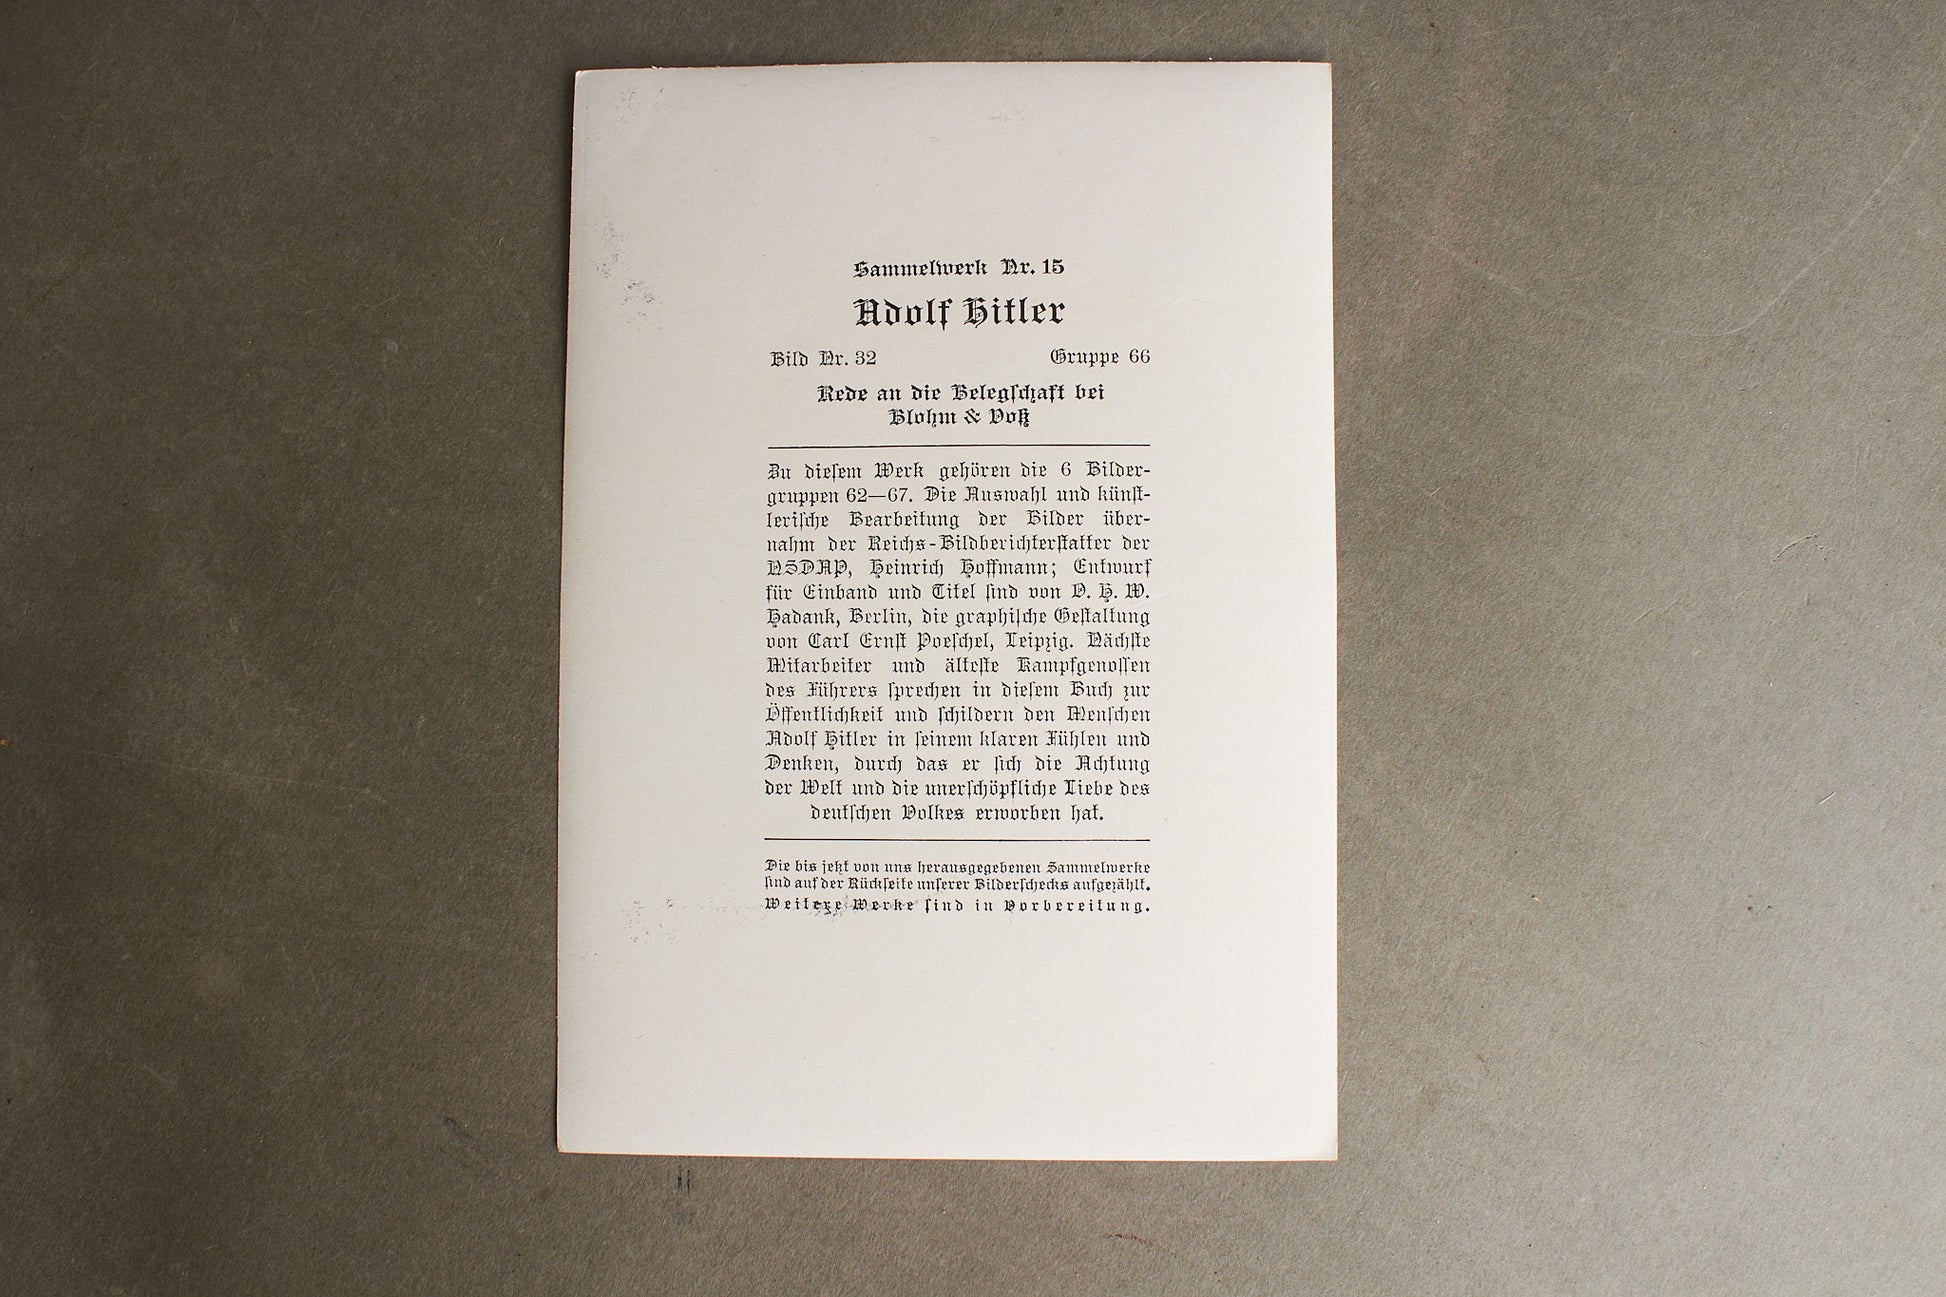 Sammelwerk Nr. 15
Adolf Hitler
Bild Nr. 32 Gruppe 66
Rede an die Belegſchaft bei
Blohm & Voß
Zu dieſem Werk gehören die 6 Bilder-
gruppen 62—67. Die Auswahl und künſt-
leriſche Bearbeitung der Bilder über-
nahm der Reichs-Bildberichterſtatter der
NSDAP, Heinrich Hoffmann; Entwurf
für Einband und Titel ſind von O. H. W.
Hadank, Berlin, die graphiſche Geſtaltung
von Carl Ernſt Poeſchel, Leipzig. Nächſte
Mitarbeiter und älteſte Kampfgenoſſen
des Führers ſprechen in dieſem Buch zur
Öffentlichkeit und ſchildern den Menſchen
Adolf Hitler in ſeinem klaren Fühlen und
Denken, durch das er ſich die Achtung
der Welt und die unerſchöpfliche Liebe des
deutſchen Volkes erworben hat.
Die bis jetzt von uns herausgegebenen Sammelwerke
ſind auf der Rückſeite unſerer Bilderſchecks aufgezählt.
Weitere Werke ſind in Vorbereitung.